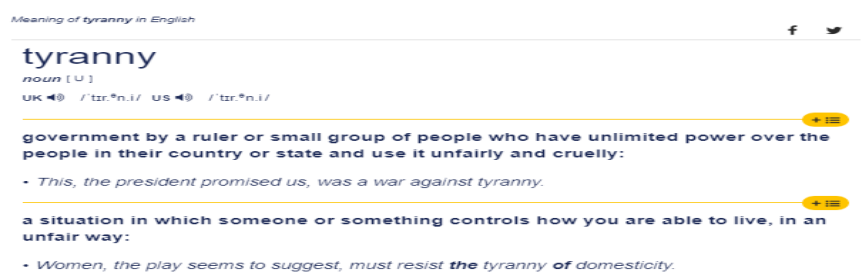 Meaning of tyranny in English
tyranny
noun [ U ]
UK /ˈtɪr.ᵊn.i/ US /ˈtɪr.ᵊn.i/
government by a ruler or small group of people who have unlimited power over the
people in their country or state and use it unfairly and cruelly:
• This, the president promised us, was a war against tyranny.
a situation in which someone or something controls how you are able to live, in an
unfair way:
• Women, the play seems to suggest, must resist the tyranny of domesticity.